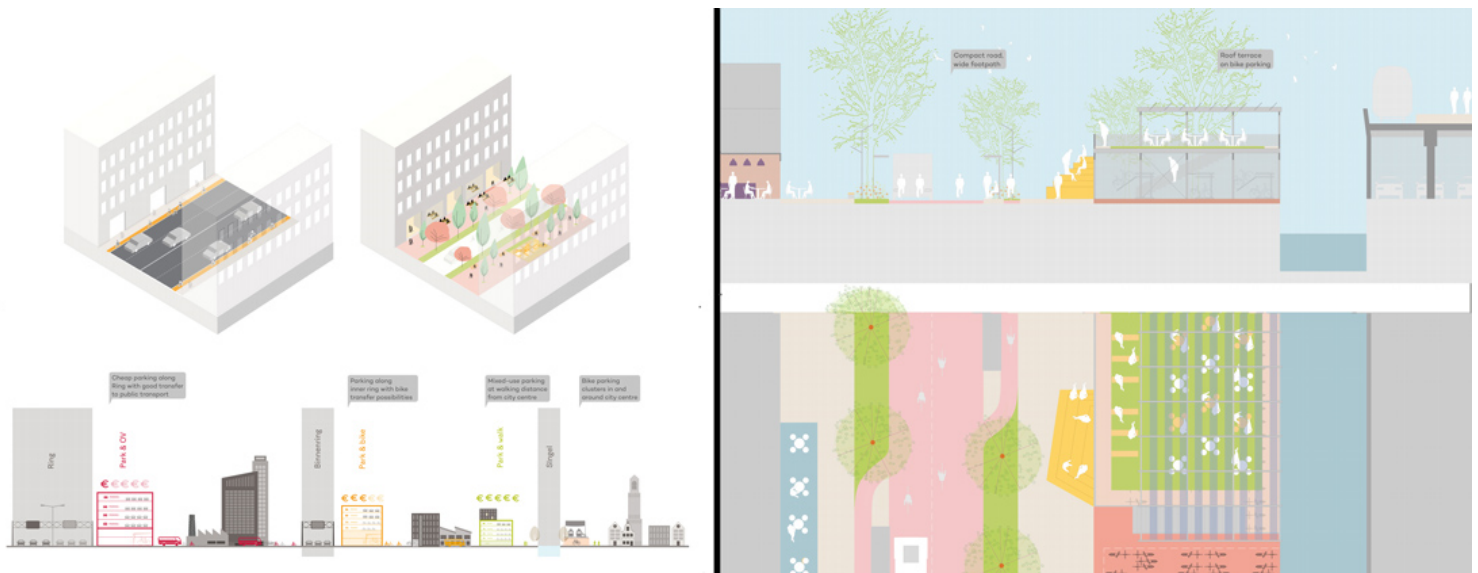 Compact road,
wide footpath
Roof terrace
on bike parking
Cheap parking along
Ring with good transfer
to public transport
Parking along
inner ring with bike
transfer possibilities
Mixed-use parking
at walking distance
from city centre
Bike parking
clusters in and
around city centre
Ring
Park & OV
€€€€€
Binnenring
Park & bike
€€€€€
Park & walk
€€€€€
Singel